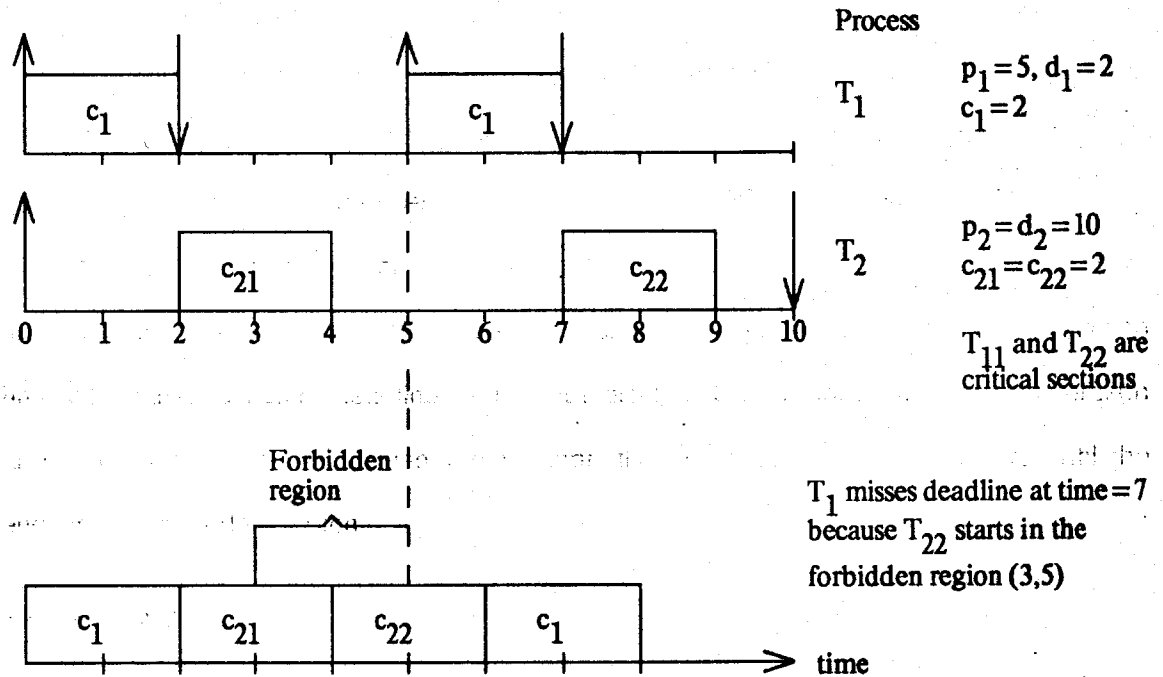 Process
c1
c1
T1
p1=5, d1=2
c1=2
c21
c22
T2
p2=d2=10
c21=c22=2
0 1 2 3 4 5 6 7 8 9 10
T11 and T22 are
critical sections
Forbidden
region
T1 misses deadline at time=7
because T22 starts in the
forbidden region (3,5)
c1
c21
c22
c1
time